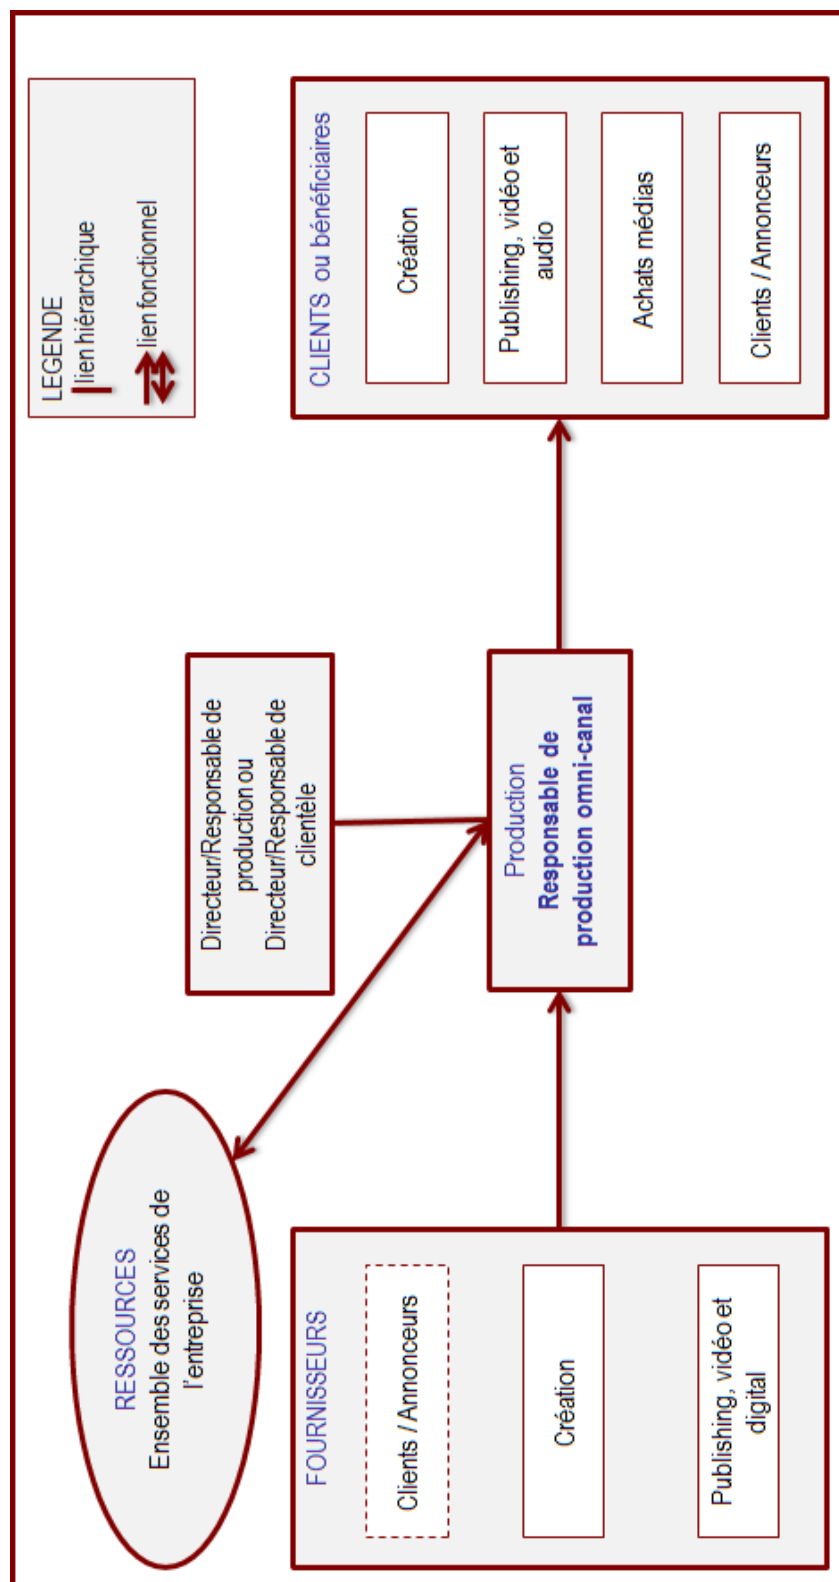 LEGENDE
lien hiérarchique
lien fonctionnel
RESSOURCES
Ensemble des services de
l'entreprise
Directeur/Responsable de
production ou
Directeur/Responsable de
clientèle
FOURNISSEURS
Clients / Annonceurs
Création
Publishing, vidéo et
digital
Production
Responsable de
production omni-canal
CLIENTS ou bénéficiaires
Création
Publishing, vidéo et
audio
Achats médias
Clients / Annonceurs